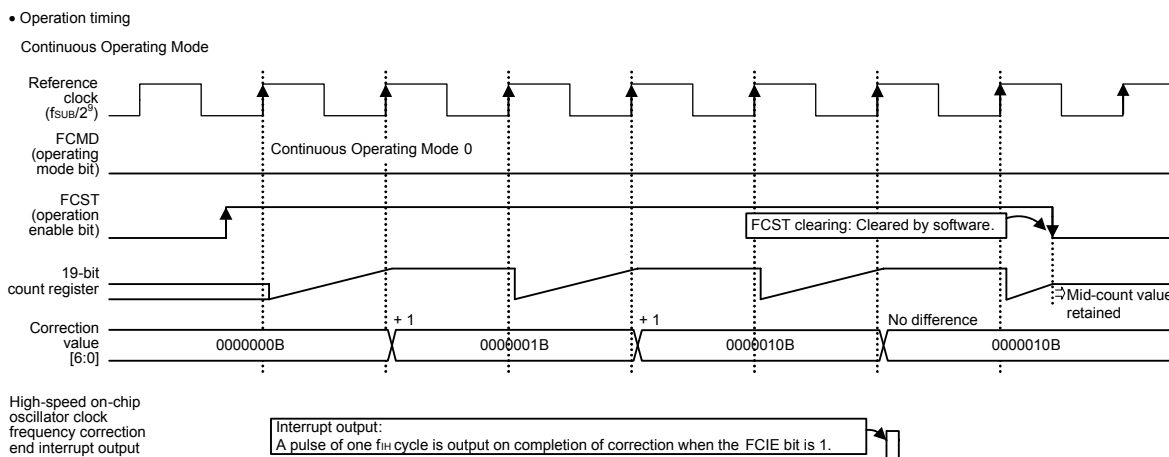 • Operation timing
Continuous Operating Mode
Reference
clock
(fSUB/2⁹)
FCMD
(operating
mode bit)
Continuous Operating Mode 0
FCST
(operation
enable bit)
FCST clearing: Cleared by software.
19-bit
count register
Mid-count value
retained
Correction
value
[6:0]
+ 1
+ 1
No difference
0000000B
0000001B
0000010B
0000010B
High-speed on-chip
oscillator clock
frequency correction
end interrupt output
Interrupt output:
A pulse of one fIH cycle is output on completion of correction when the FCIE bit is 1.